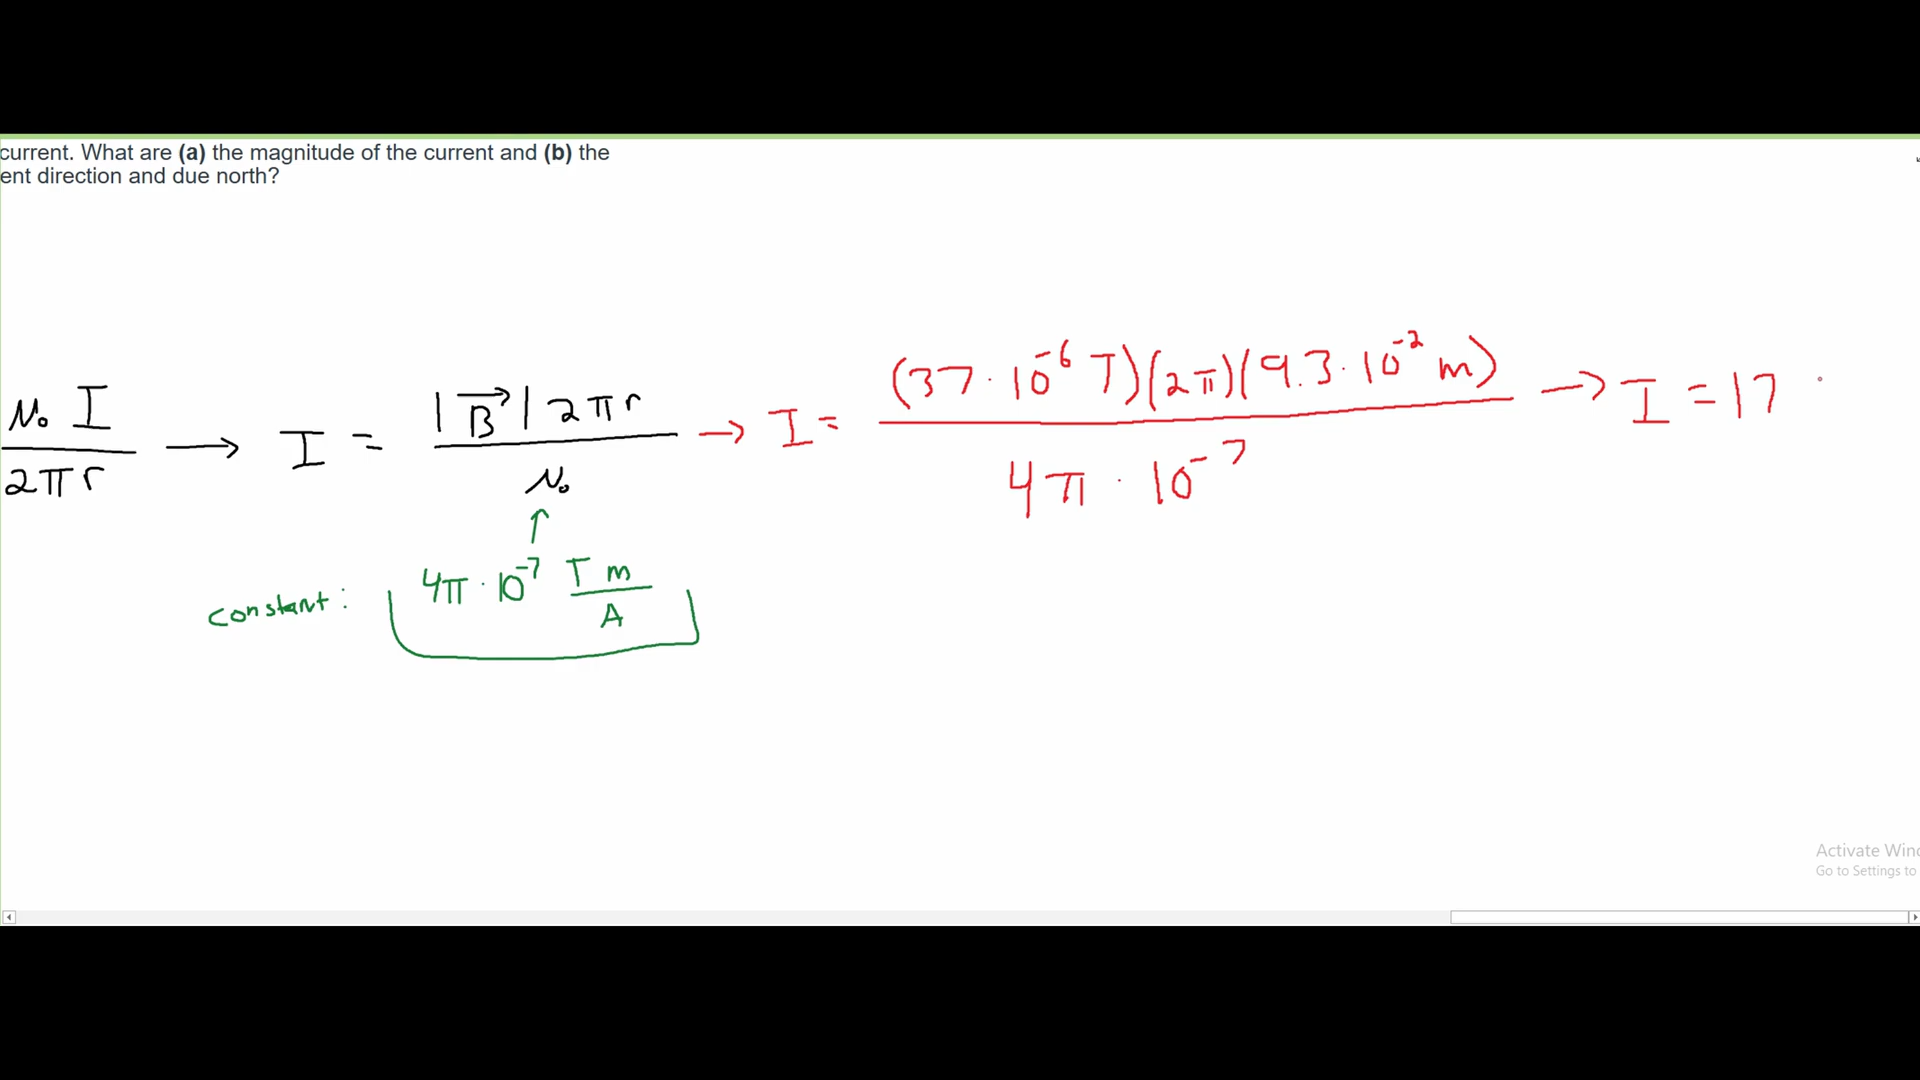 current. What are (a) the magnitude of the current and (b) the
ent direction and due north?
μ₀ I / 2πr → I = |B⃗| 2πr / μ₀ → I = (37 · 10⁻⁶ T)(2π)(9.3 · 10⁻² m) / 4π · 10⁻⁷ → I = 17
constant: 4π · 10⁻⁷ T m / A
Activate Win
Go to Settings to